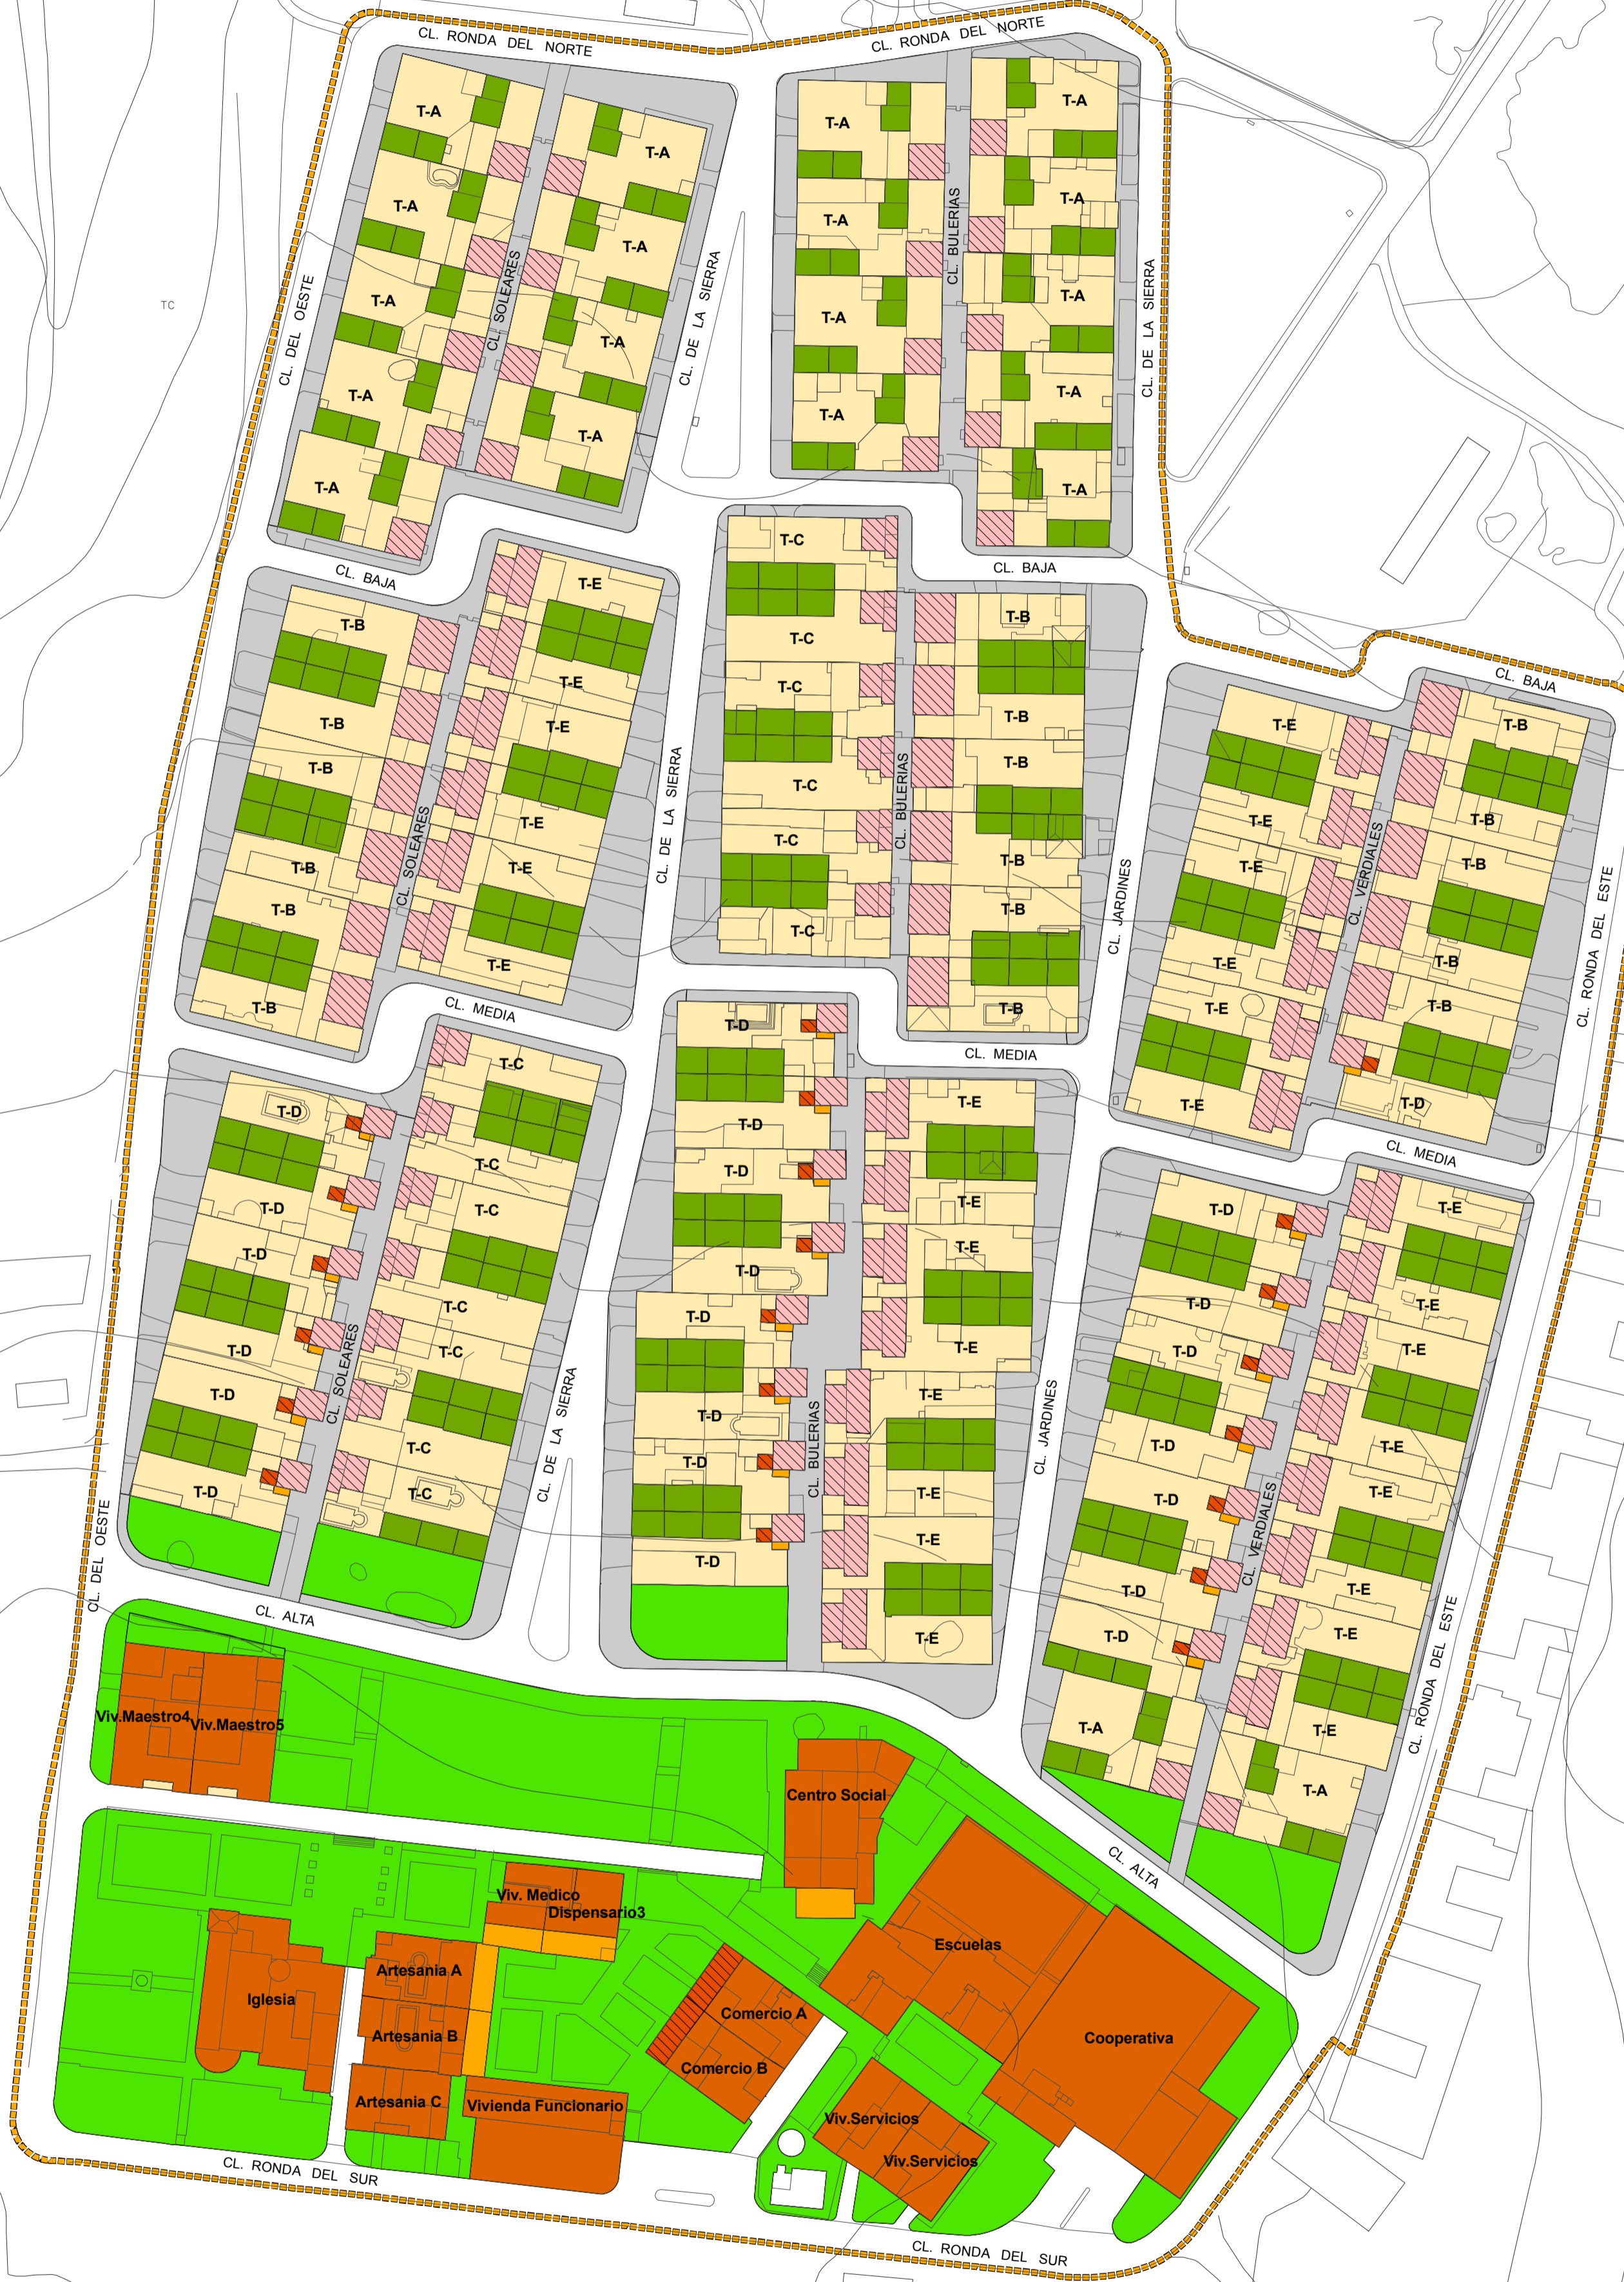 CL. RONDA DEL NORTE
CL. RONDA DEL NORTE
T-A
T-A
T-A
T-A
T-A
T-A
T-A
T-A
T-A
CL. DEL OESTE
CL. SOLEARES
CL. DE LA SIERRA
T-A
T-A
T-A
T-A
T-A
T-A
T-A
T-A
T-A
CL. BULERIAS
CL. DE LA SIERRA
TC
CL. BAJA
CL. BAJA
CL. BAJA
T-B
T-B
T-B
T-B
T-B
T-B
CL. SOLEARES
T-E
T-E
T-E
T-E
T-E
T-E
CL. DE LA SIERRA
T-C
T-C
T-C
T-C
T-C
T-C
CL. BULERIAS
T-B
T-B
T-B
T-B
T-B
T-B
CL. JARDINES
T-E
T-E
T-E
T-E
T-E
T-E
CL. VERDIALES
T-B
T-B
T-B
T-B
T-B
T-D
CL. RONDA DEL ESTE
CL. MEDIA
CL. MEDIA
CL. MEDIA
T-D
T-D
T-D
T-D
T-D
T-D
CL. SOLEARES
T-C
T-C
T-C
T-C
T-C
T-C
T-C
CL. DE LA SIERRA
T-D
T-D
T-D
T-D
T-D
T-D
T-D
T-D
CL. BULERIAS
T-E
T-E
T-E
T-E
T-E
T-E
T-E
T-E
CL. JARDINES
T-D
T-D
T-D
T-D
T-D
T-D
T-D
T-A
CL. VERDIALES
T-E
T-E
T-E
T-E
T-E
T-E
T-E
T-E
T-A
CL. RONDA DEL ESTE
CL. DEL OESTE
CL. ALTA
CL. ALTA
Viv.Maestro4
Viv.Maestro5
Centro Social
Viv. Medico
Dispensario3
Escuelas
Artesania A
Iglesia
Comercio A
Artesania B
Cooperativa
Comercio B
Artesania C
Vivienda Funcionario
Viv.Servicios
Viv.Servicios
CL. RONDA DEL SUR
CL. RONDA DEL SUR